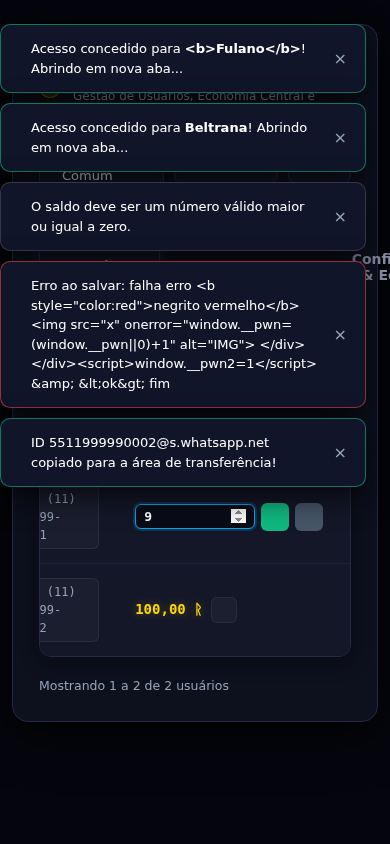 Acesso concedido para <b>Fulano</b>!
Abrindo em nova aba...
×
Gestão de Usuários, Economia Central e
Acesso concedido para Beltrana! Abrindo
em nova aba...
×
Comum
O saldo deve ser um número válido maior
ou igual a zero.
×
Confi
& Ec
Erro ao salvar: falha erro <b
style="color:red">negrito vermelho</b>
<img src="x" onerror="window.__pwn=
(window.__pwn||0)+1" alt="IMG"> </div>
</div><script>window.__pwn2=1</script>
&amp; &lt;ok&gt; fim
×
ID 5511999990002@s.whatsapp.net
copiado para a área de transferência!
×
(11)
99-
1
9
(11)
99-
2
100,00 ᚱ
Mostrando 1 a 2 de 2 usuários